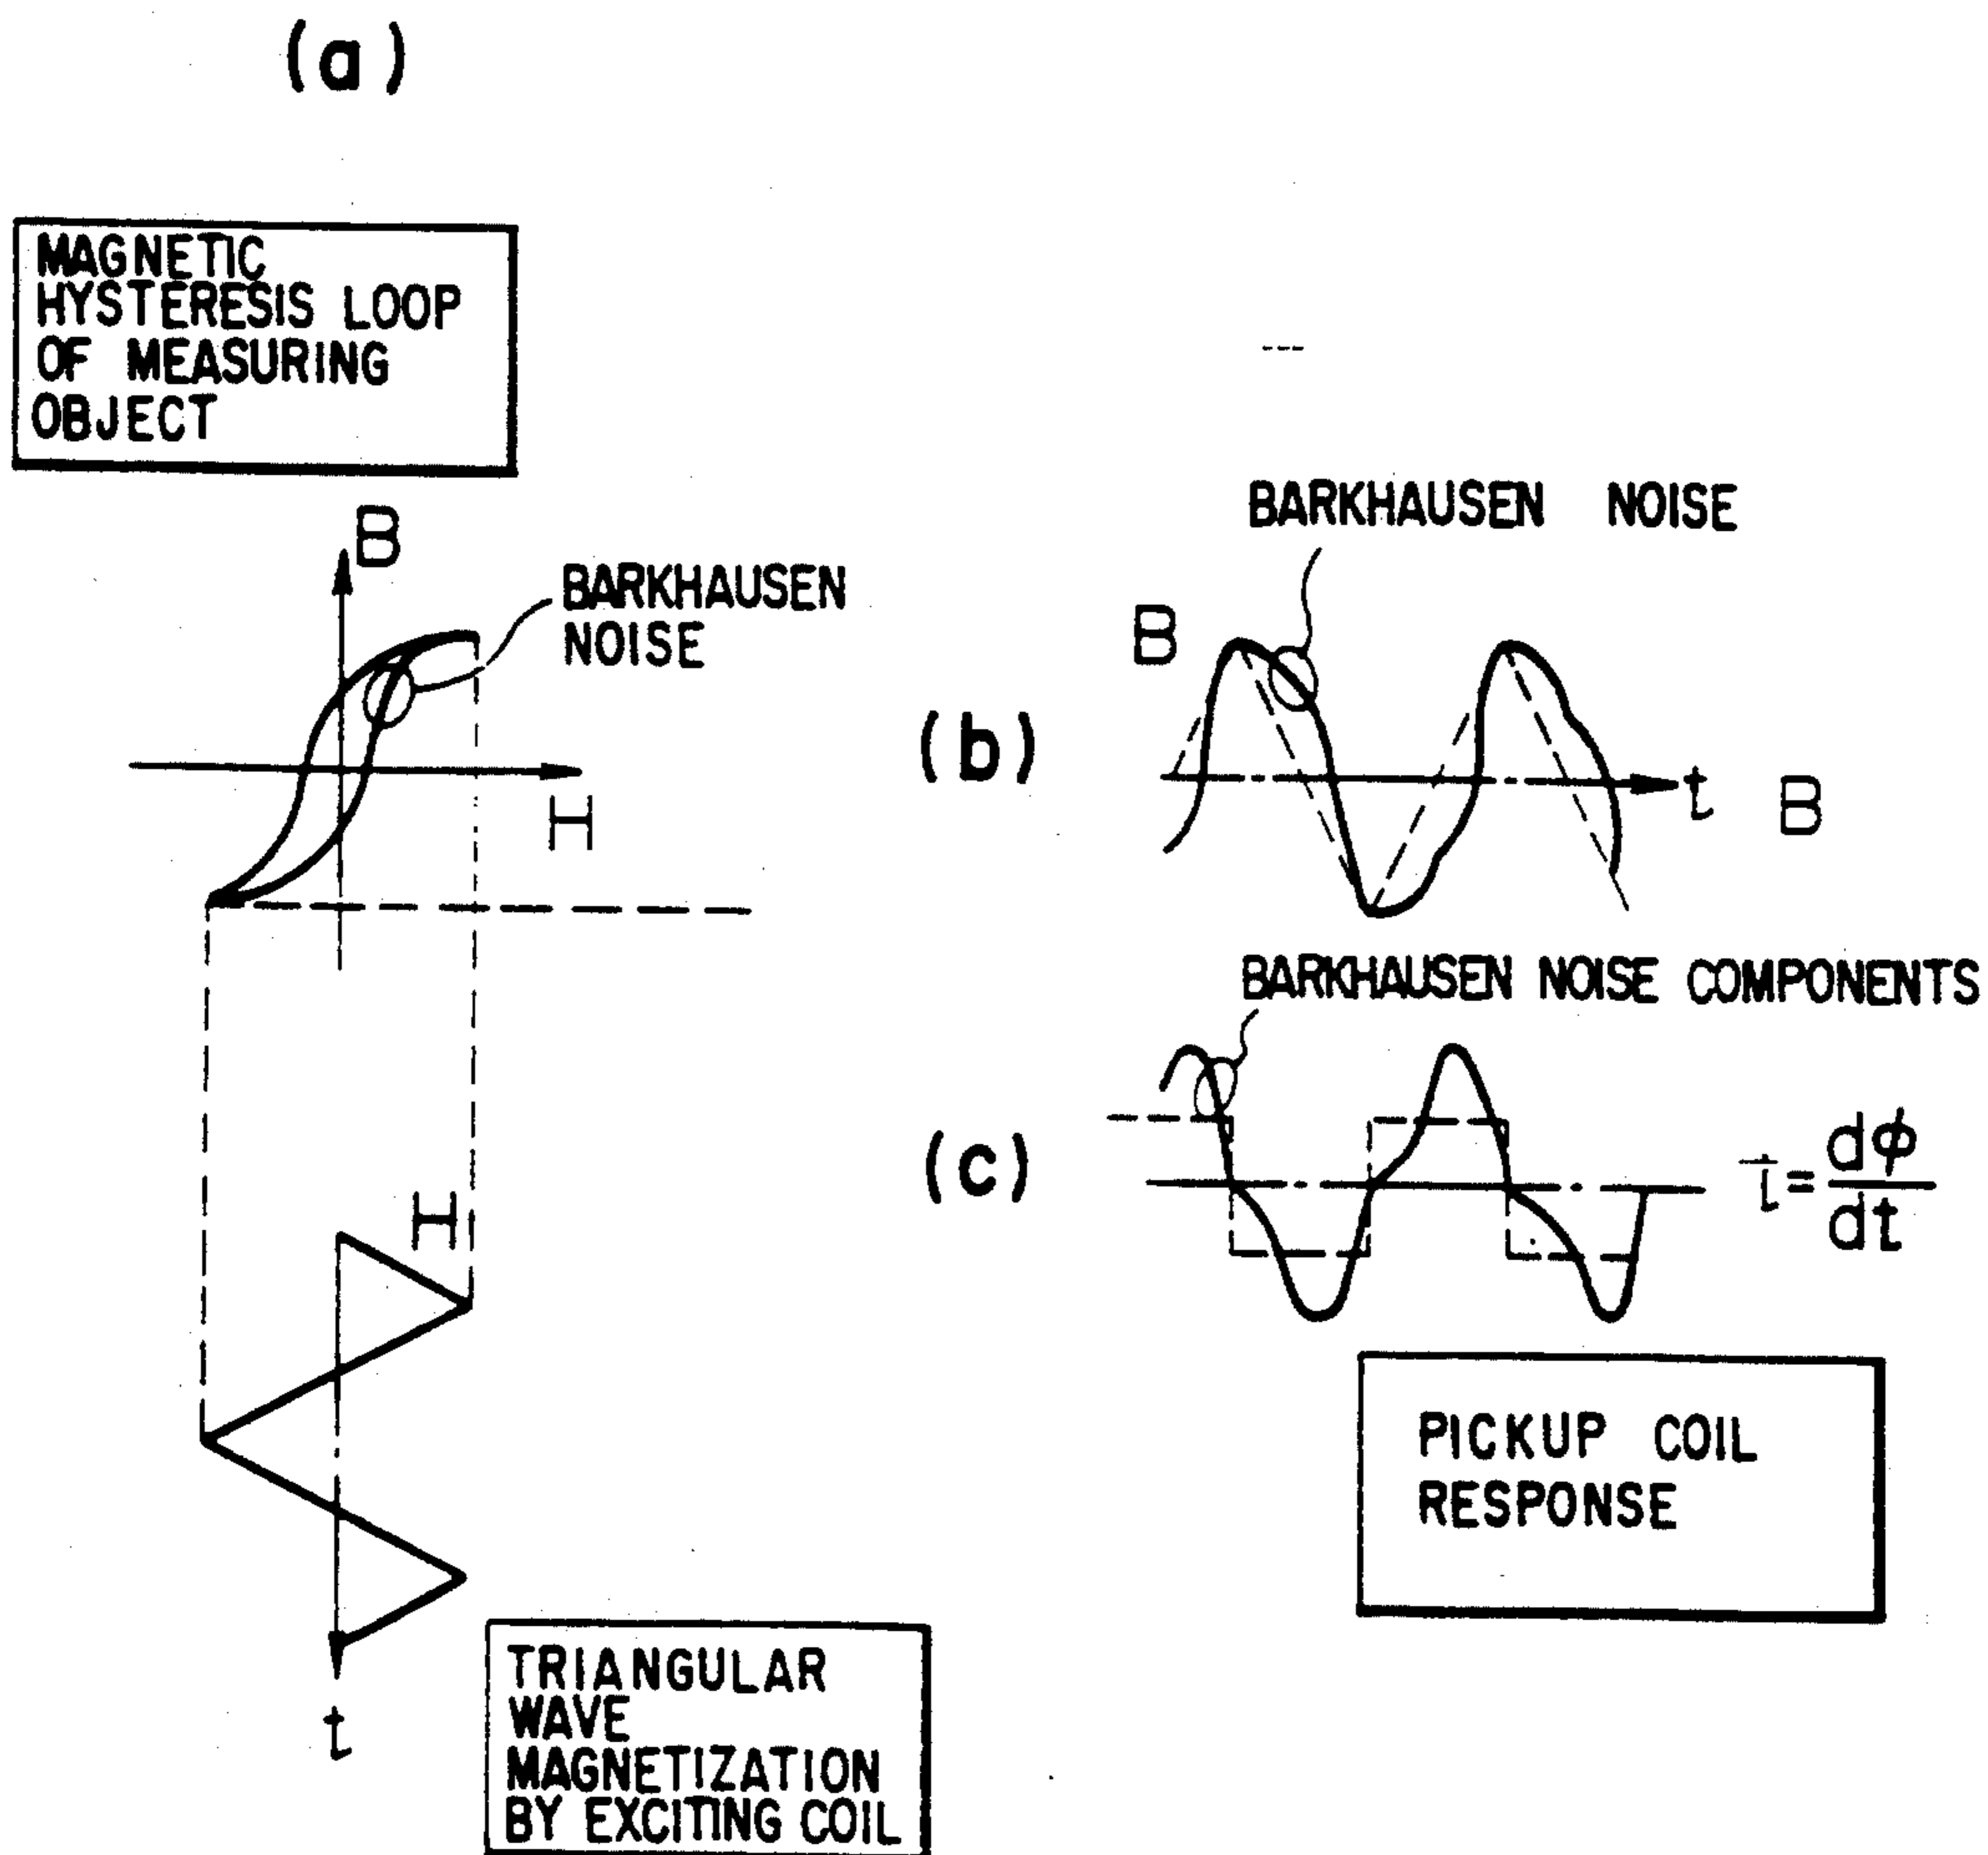 (a)
MAGNETIC
HYSTERESIS LOOP
OF MEASURING
OBJECT
B
BARKHAUSEN
NOISE
H
H
t
TRIANGULAR
WAVE
MAGNETIZATION
BY EXCITING COIL
(b)
BARKHAUSEN NOISE
B
t
B
(c)
BARKHAUSEN NOISE COMPONENTS
i = dφ
dt
PICKUP COIL
RESPONSE